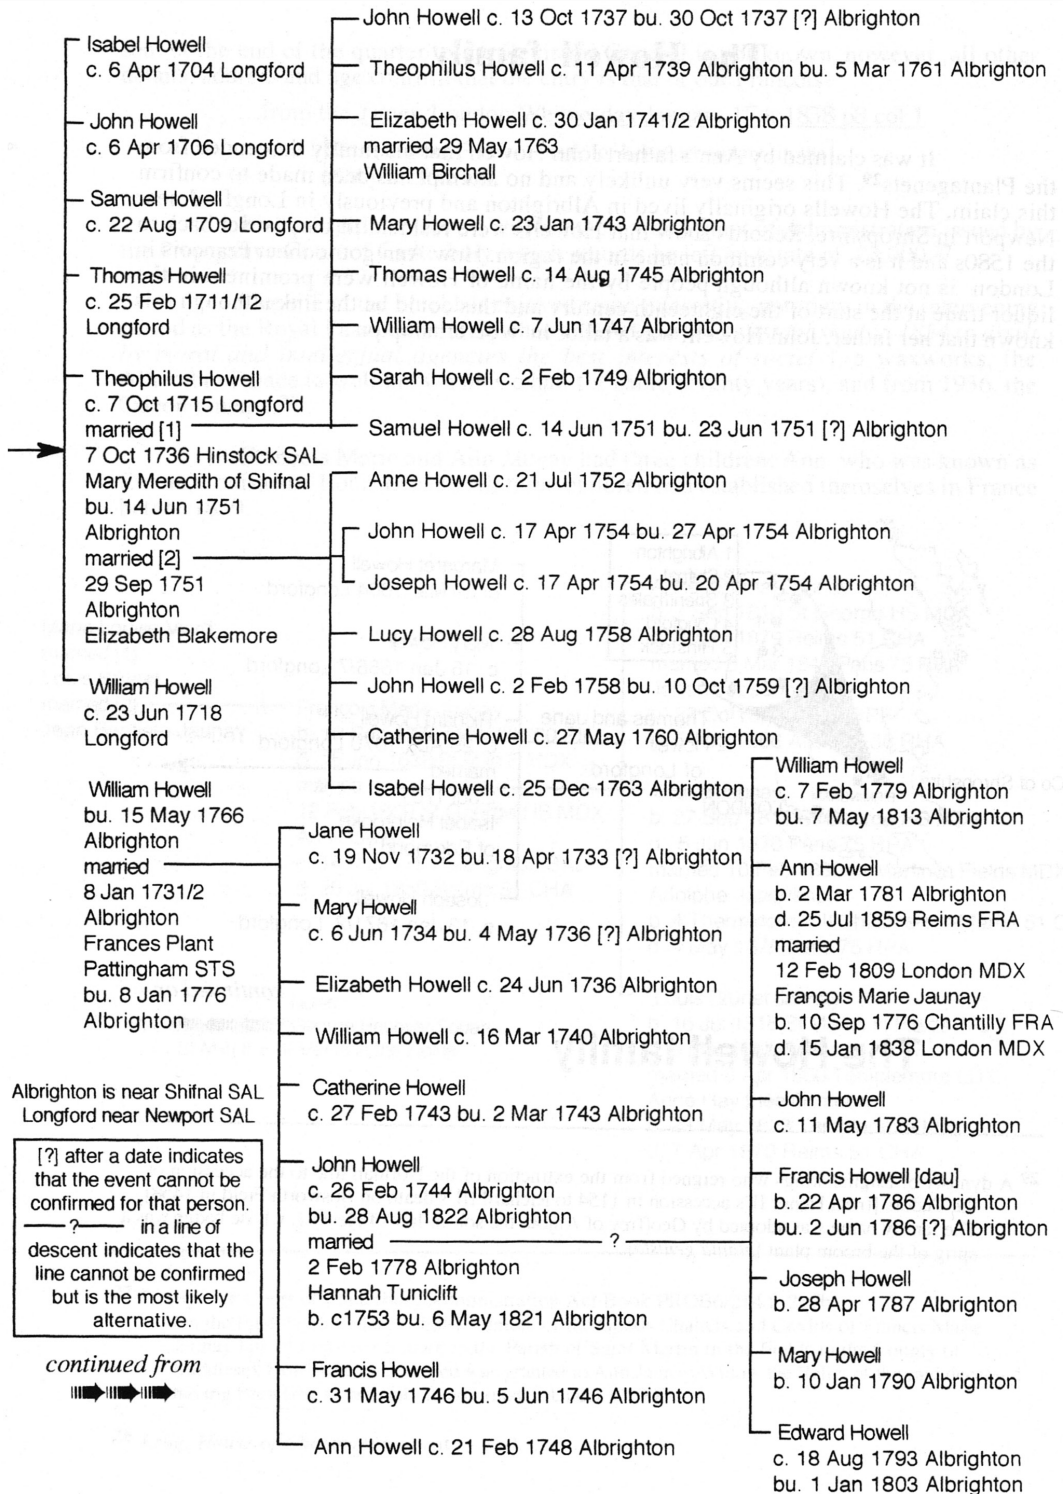 Isabel Howell
c. 6 Apr 1704 Longford
John Howell
c. 6 Apr 1706 Longford
Samuel Howell
c. 22 Aug 1709 Longford
Thomas Howell
c. 25 Feb 1711/12
Longford
Theophilus Howell
c. 7 Oct 1715 Longford
married [1]
7 Oct 1736 Hinstock SAL
Mary Meredith of Shifnal
bu. 14 Jun 1751
Albrighton
married [2]
29 Sep 1751
Albrighton
Elizabeth Blakemore
William Howell
c. 23 Jun 1718
Longford
John Howell c. 13 Oct 1737 bu. 30 Oct 1737 [?] Albrighton
Theophilus Howell c. 11 Apr 1739 Albrighton bu. 5 Mar 1761 Albrighton
Elizabeth Howell c. 30 Jan 1741/2 Albrighton
married 29 May 1763
William Birchall
Mary Howell c. 23 Jan 1743 Albrighton
Thomas Howell c. 14 Aug 1745 Albrighton
William Howell c. 7 Jun 1747 Albrighton
Sarah Howell c. 2 Feb 1749 Albrighton
Samuel Howell c. 14 Jun 1751 bu. 23 Jun 1751 [?] Albrighton
Anne Howell c. 21 Jul 1752 Albrighton
John Howell c. 17 Apr 1754 bu. 27 Apr 1754 Albrighton
Joseph Howell c. 17 Apr 1754 bu. 20 Apr 1754 Albrighton
Lucy Howell c. 28 Aug 1758 Albrighton
John Howell c. 2 Feb 1758 bu. 10 Oct 1759 [?] Albrighton
Catherine Howell c. 27 May 1760 Albrighton
Isabel Howell c. 25 Dec 1763 Albrighton
William Howell
bu. 15 May 1766
Albrighton
married
8 Jan 1731/2
Albrighton
Frances Plant
Pattingham STS
bu. 8 Jan 1776
Albrighton
Jane Howell
c. 19 Nov 1732 bu.18 Apr 1733 [?] Albrighton
Mary Howell
c. 6 Jun 1734 bu. 4 May 1736 [?] Albrighton
Elizabeth Howell c. 24 Jun 1736 Albrighton
William Howell c. 16 Mar 1740 Albrighton
Catherine Howell
c. 27 Feb 1743 bu. 2 Mar 1743 Albrighton
John Howell
c. 26 Feb 1744 Albrighton
bu. 28 Aug 1822 Albrighton
married ?
2 Feb 1778 Albrighton
Hannah Tuniclift
b. c1753 bu. 6 May 1821 Albrighton
Francis Howell
c. 31 May 1746 bu. 5 Jun 1746 Albrighton
Ann Howell c. 21 Feb 1748 Albrighton
William Howell
c. 7 Feb 1779 Albrighton
bu. 7 May 1813 Albrighton
Ann Howell
b. 2 Mar 1781 Albrighton
d. 25 Jul 1859 Reims FRA
married
12 Feb 1809 London MDX
François Marie Jaunay
b. 10 Sep 1776 Chantilly FRA
d. 15 Jan 1838 London MDX
John Howell
c. 11 May 1783 Albrighton
Francis Howell [dau]
b. 22 Apr 1786 Albrighton
bu. 2 Jun 1786 [?] Albrighton
Joseph Howell
b. 28 Apr 1787 Albrighton
Mary Howell
b. 10 Jan 1790 Albrighton
Edward Howell
c. 18 Aug 1793 Albrighton
bu. 1 Jan 1803 Albrighton
Albrighton is near Shifnal SAL
Longford near Newport SAL
[?] after a date indicates
that the event cannot be
confirmed for that person.
——?—— in a line of
descent indicates that the
line cannot be confirmed
but is the most likely
alternative.
continued from